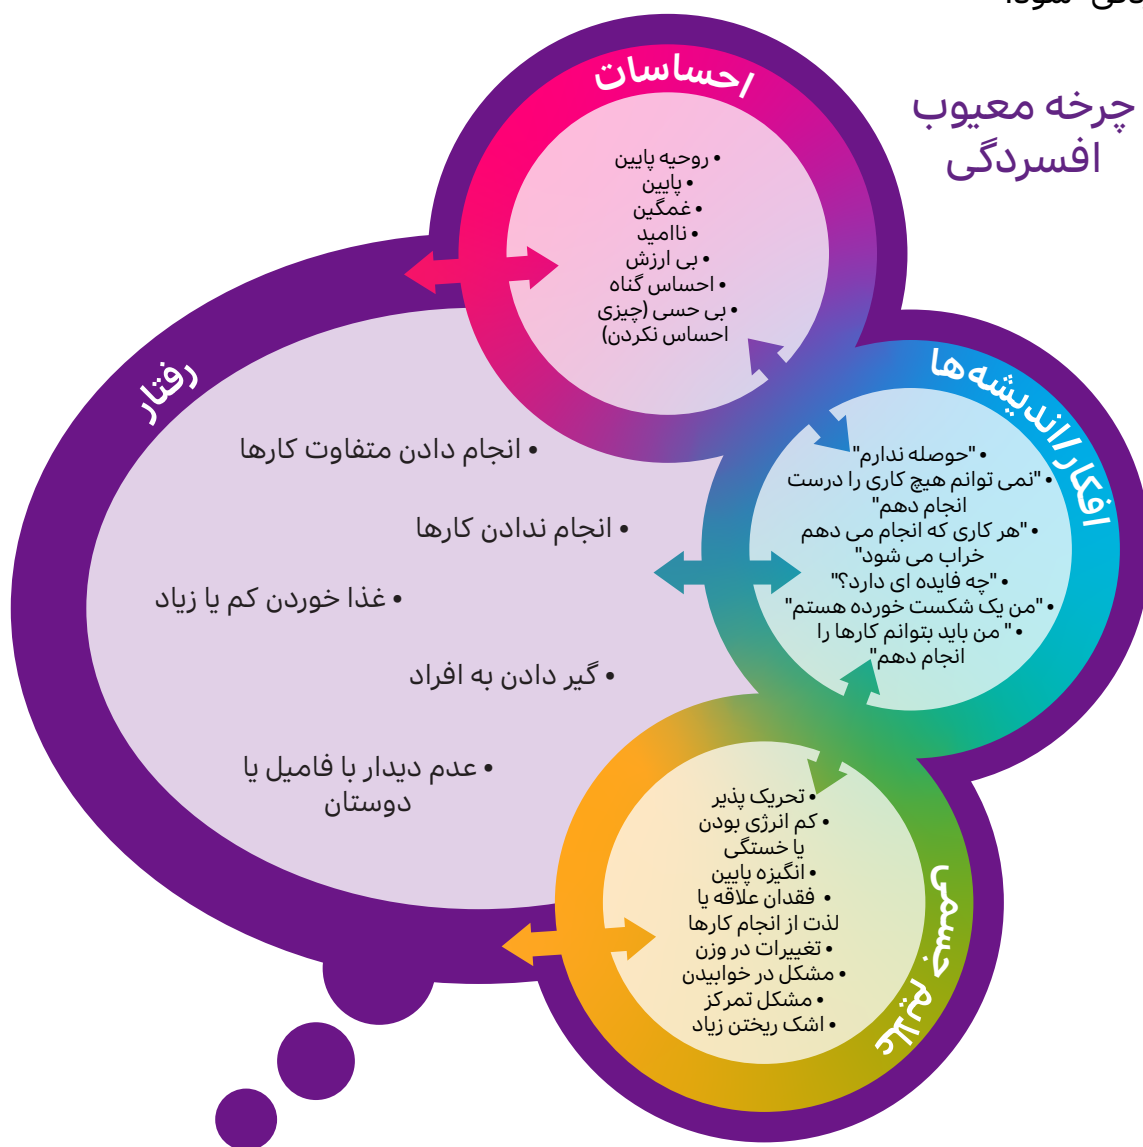 چرخه معیوب
افسردگی
احساسات
• روحیه پایین
• پایین
• غمگین
• ناامید
• بی ارزش
• احساس گناه
• بی حسی (چیزی
احساس نکردن)
افکار/اندیشه‌ها
• "حوصله ندارم"
• "نمی توانم هیچ کاری را درست
انجام دهم"
• "هر کاری که انجام می دهم
خراب می شود"
• "چه فایده ای دارد؟"
• "من یک شکست خورده هستم"
• " من باید بتوانم کارها را
انجام دهم"
علایم جسمی
• تحریک پذیر
• کم انرژی بودن
یا خستگی
• انگیزه پایین
• فقدان علاقه یا
لذت از انجام کارها
• تغییرات در وزن
• مشکل در خوابیدن
• مشکل تمرکز
• اشک ریختن زیاد
رفتار
• انجام دادن متفاوت کارها
• انجام ندادن کارها
• غذا خوردن کم یا زیاد
• گیر دادن به افراد
• عدم دیدار با فامیل یا
دوستان